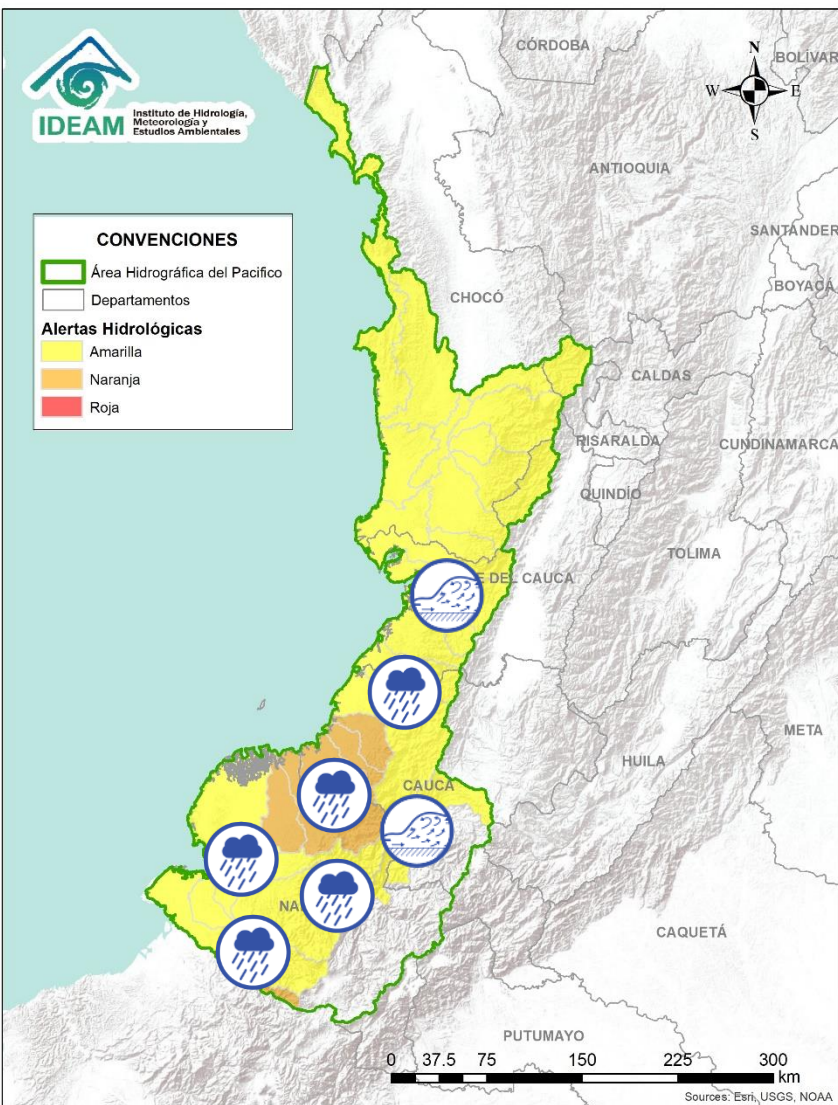 IDEAM
Instituto de Hidrología,
Meteorología y
Estudios Ambientales
CÓRDOBA
BOLÍVAR
N
W
E
S
ANTIOQUIA
SANTANDER
BOYACÁ
CONVENCIONES
Área Hidrográfica del Pacifico
Departamentos
Alertas Hidrológicas
Amarilla
Naranja
Roja
CHOCÓ
CALDAS
RISARALDA
CUNDINAMARCA
QUINDÍO
TOLIMA
E DEL CAUCA
META
HUILA
CAUCA
NA
CAQUETÁ
PUTUMAYO
0 37.5 75 150 225 300
km
Sources: Esri, USGS, NOAA